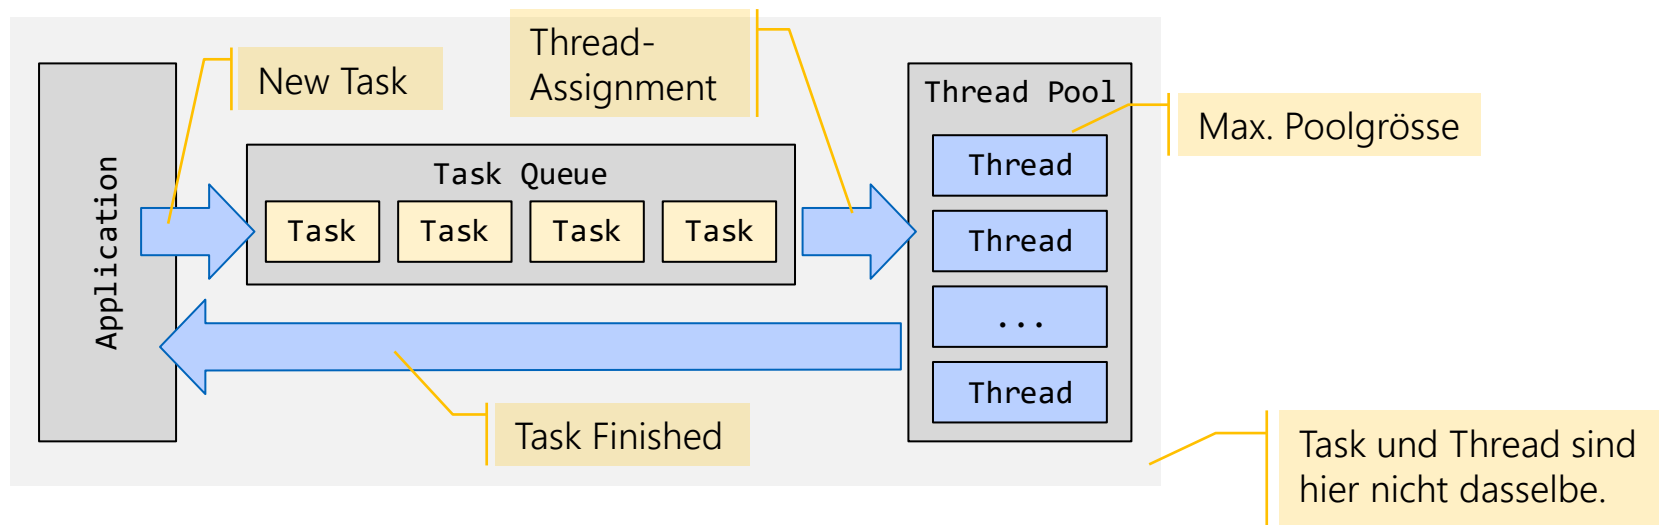 Thread-
Assignment
New Task
Thread Pool
Max. Poolgrösse
Application
Task Queue
Task
Task
Task
Task
Thread
Thread
...
Thread
Task Finished
Task und Thread sind
hier nicht dasselbe.